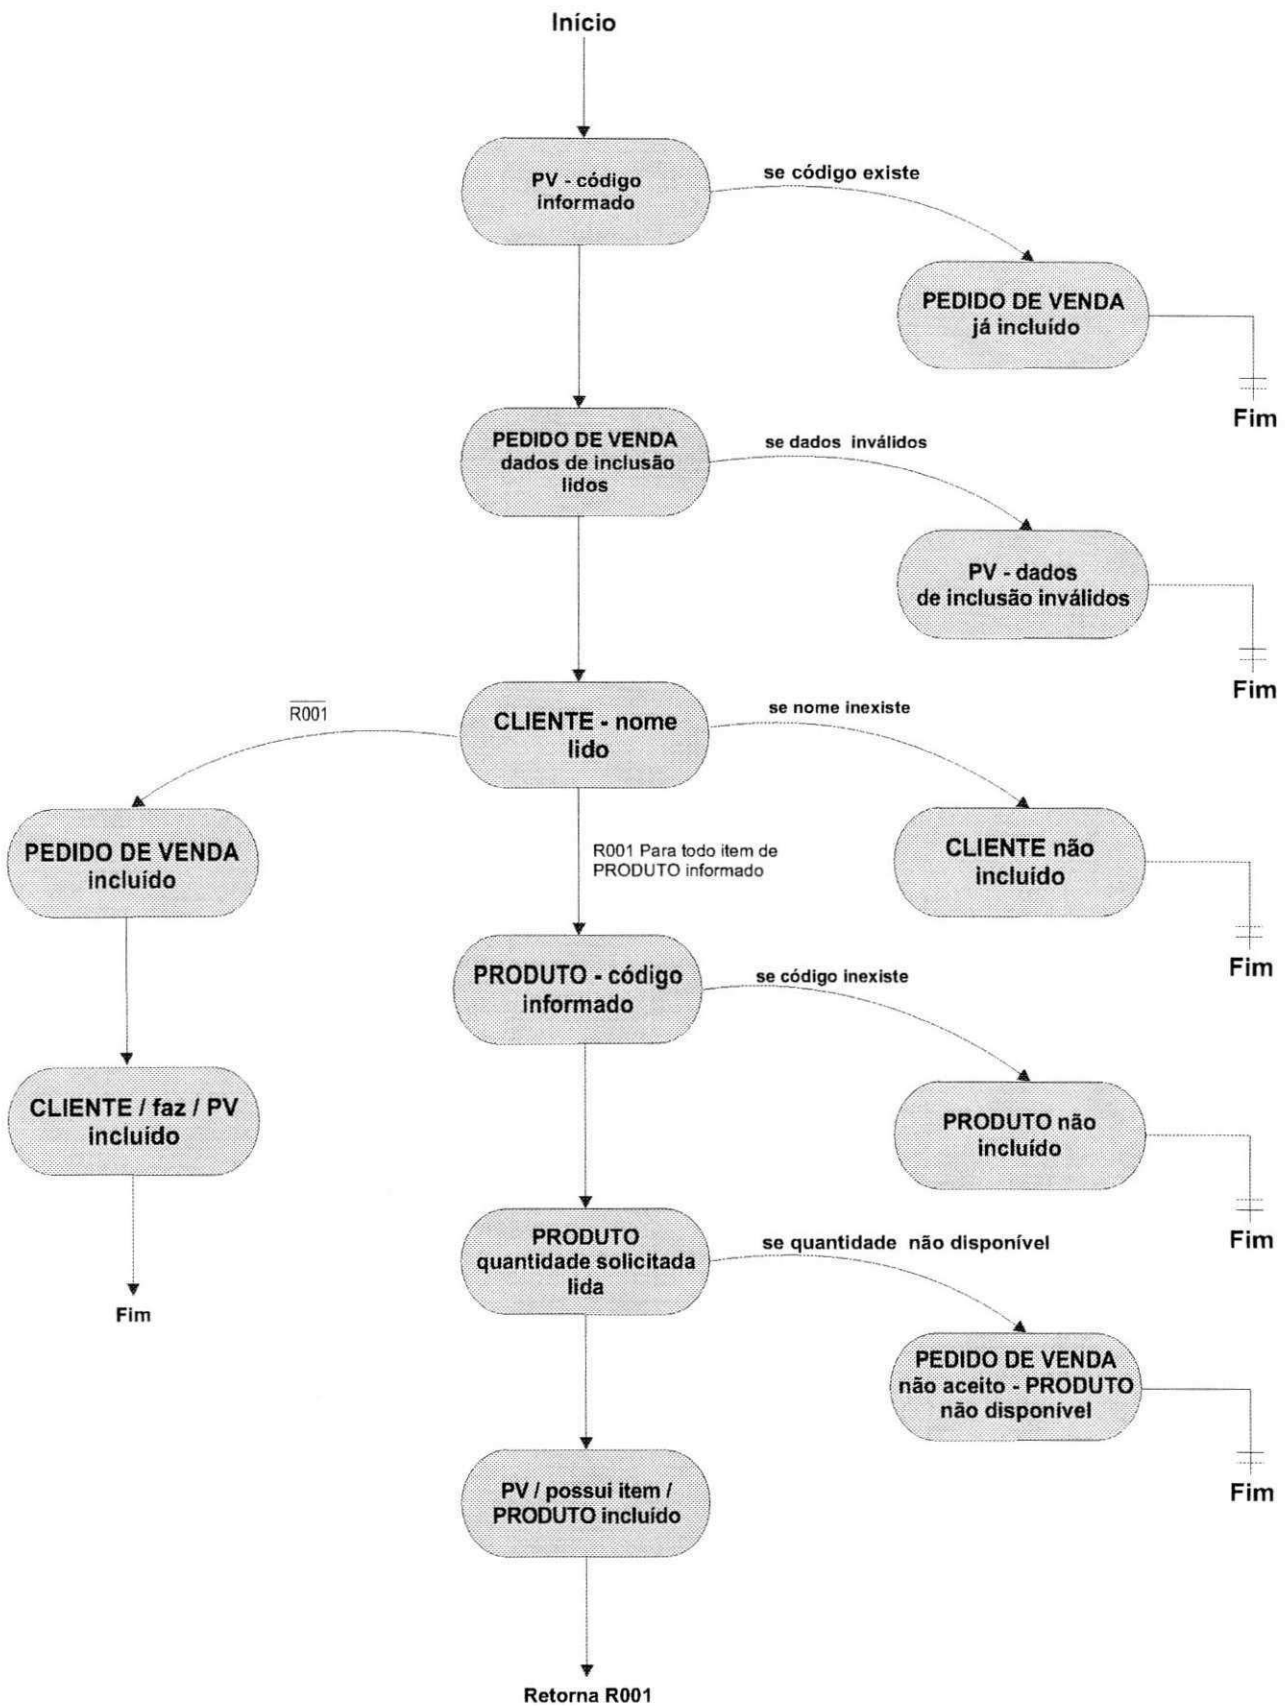 Início
PV - código
informado
se código existe
PEDIDO DE VENDA
já incluído
Fim
PEDIDO DE VENDA
dados de inclusão
lidos
se dados inválidos
PV - dados
de inclusão inválidos
Fim
R001
CLIENTE - nome
lido
se nome inexiste
PEDIDO DE VENDA
incluído
R001 Para todo item de
PRODUTO informado
CLIENTE não
incluído
Fim
PRODUTO - código
informado
se código inexiste
CLIENTE / faz / PV
incluído
PRODUTO não
incluído
Fim
PRODUTO
quantidade solicitada
lida
se quantidade não disponível
Fim
PEDIDO DE VENDA
não aceito - PRODUTO
não disponível
Fim
PV / possui item /
PRODUTO incluído
Retorna R001